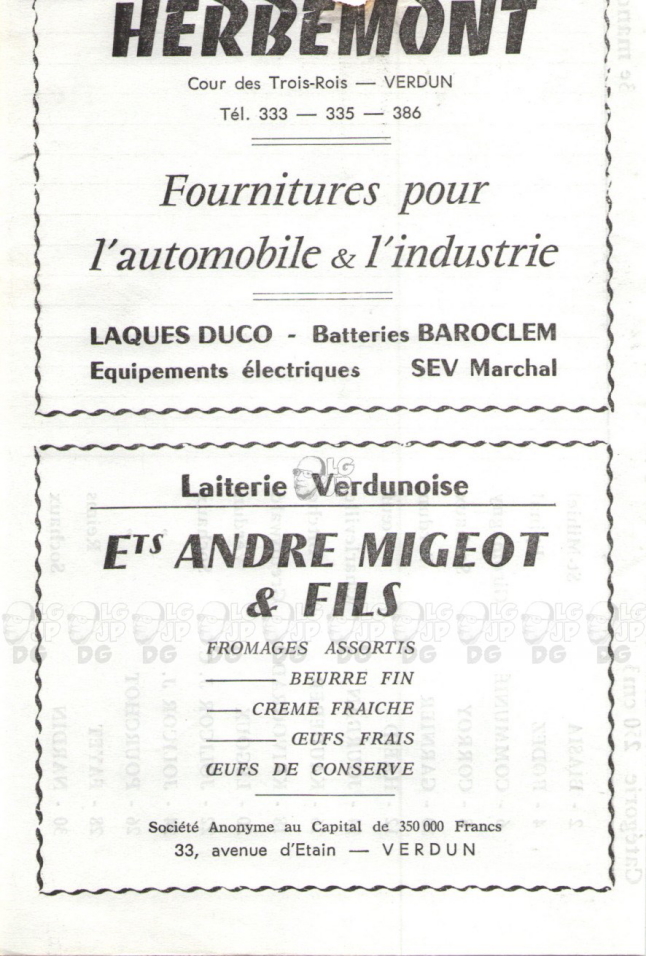 HERBEMONT
Cour des Trois-Rois — VERDUN
Tél. 333 — 335 — 386
Fournitures pour
l'automobile & l'industrie
LAQUES DUCO - Batteries BAROCLEM
Equipements électriques SEV Marchal
Laiterie Verdunoise
ETS ANDRE MIGEOT
& FILS
FROMAGES ASSORTIS
——— BEURRE FIN
—— CREME FRAICHE
——— ŒUFS FRAIS
ŒUFS DE CONSERVE
Société Anonyme au Capital de 350 000 Francs
33, avenue d'Etain — VERDUN